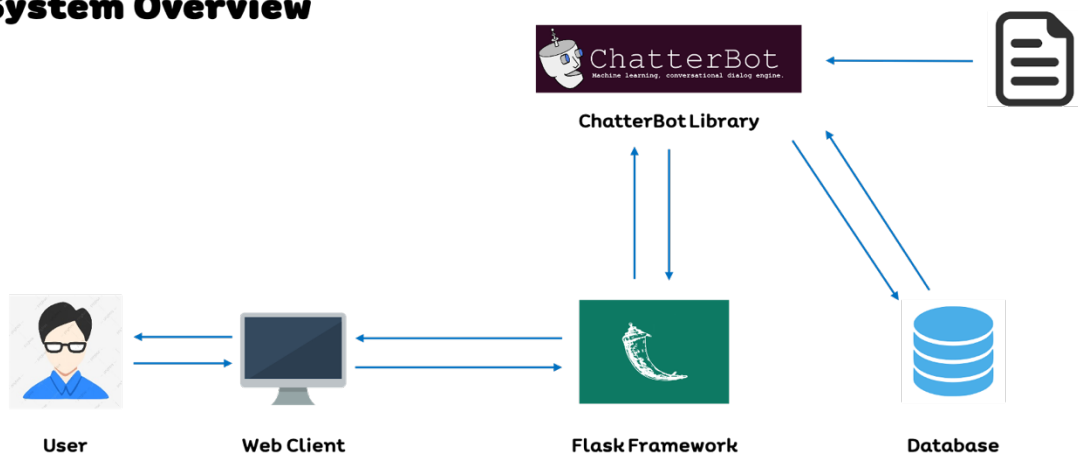 System Overview
ChatterBot
Machine learning, conversational dialog engine.
ChatterBot Library
User
Web Client
Flask Framework
Database